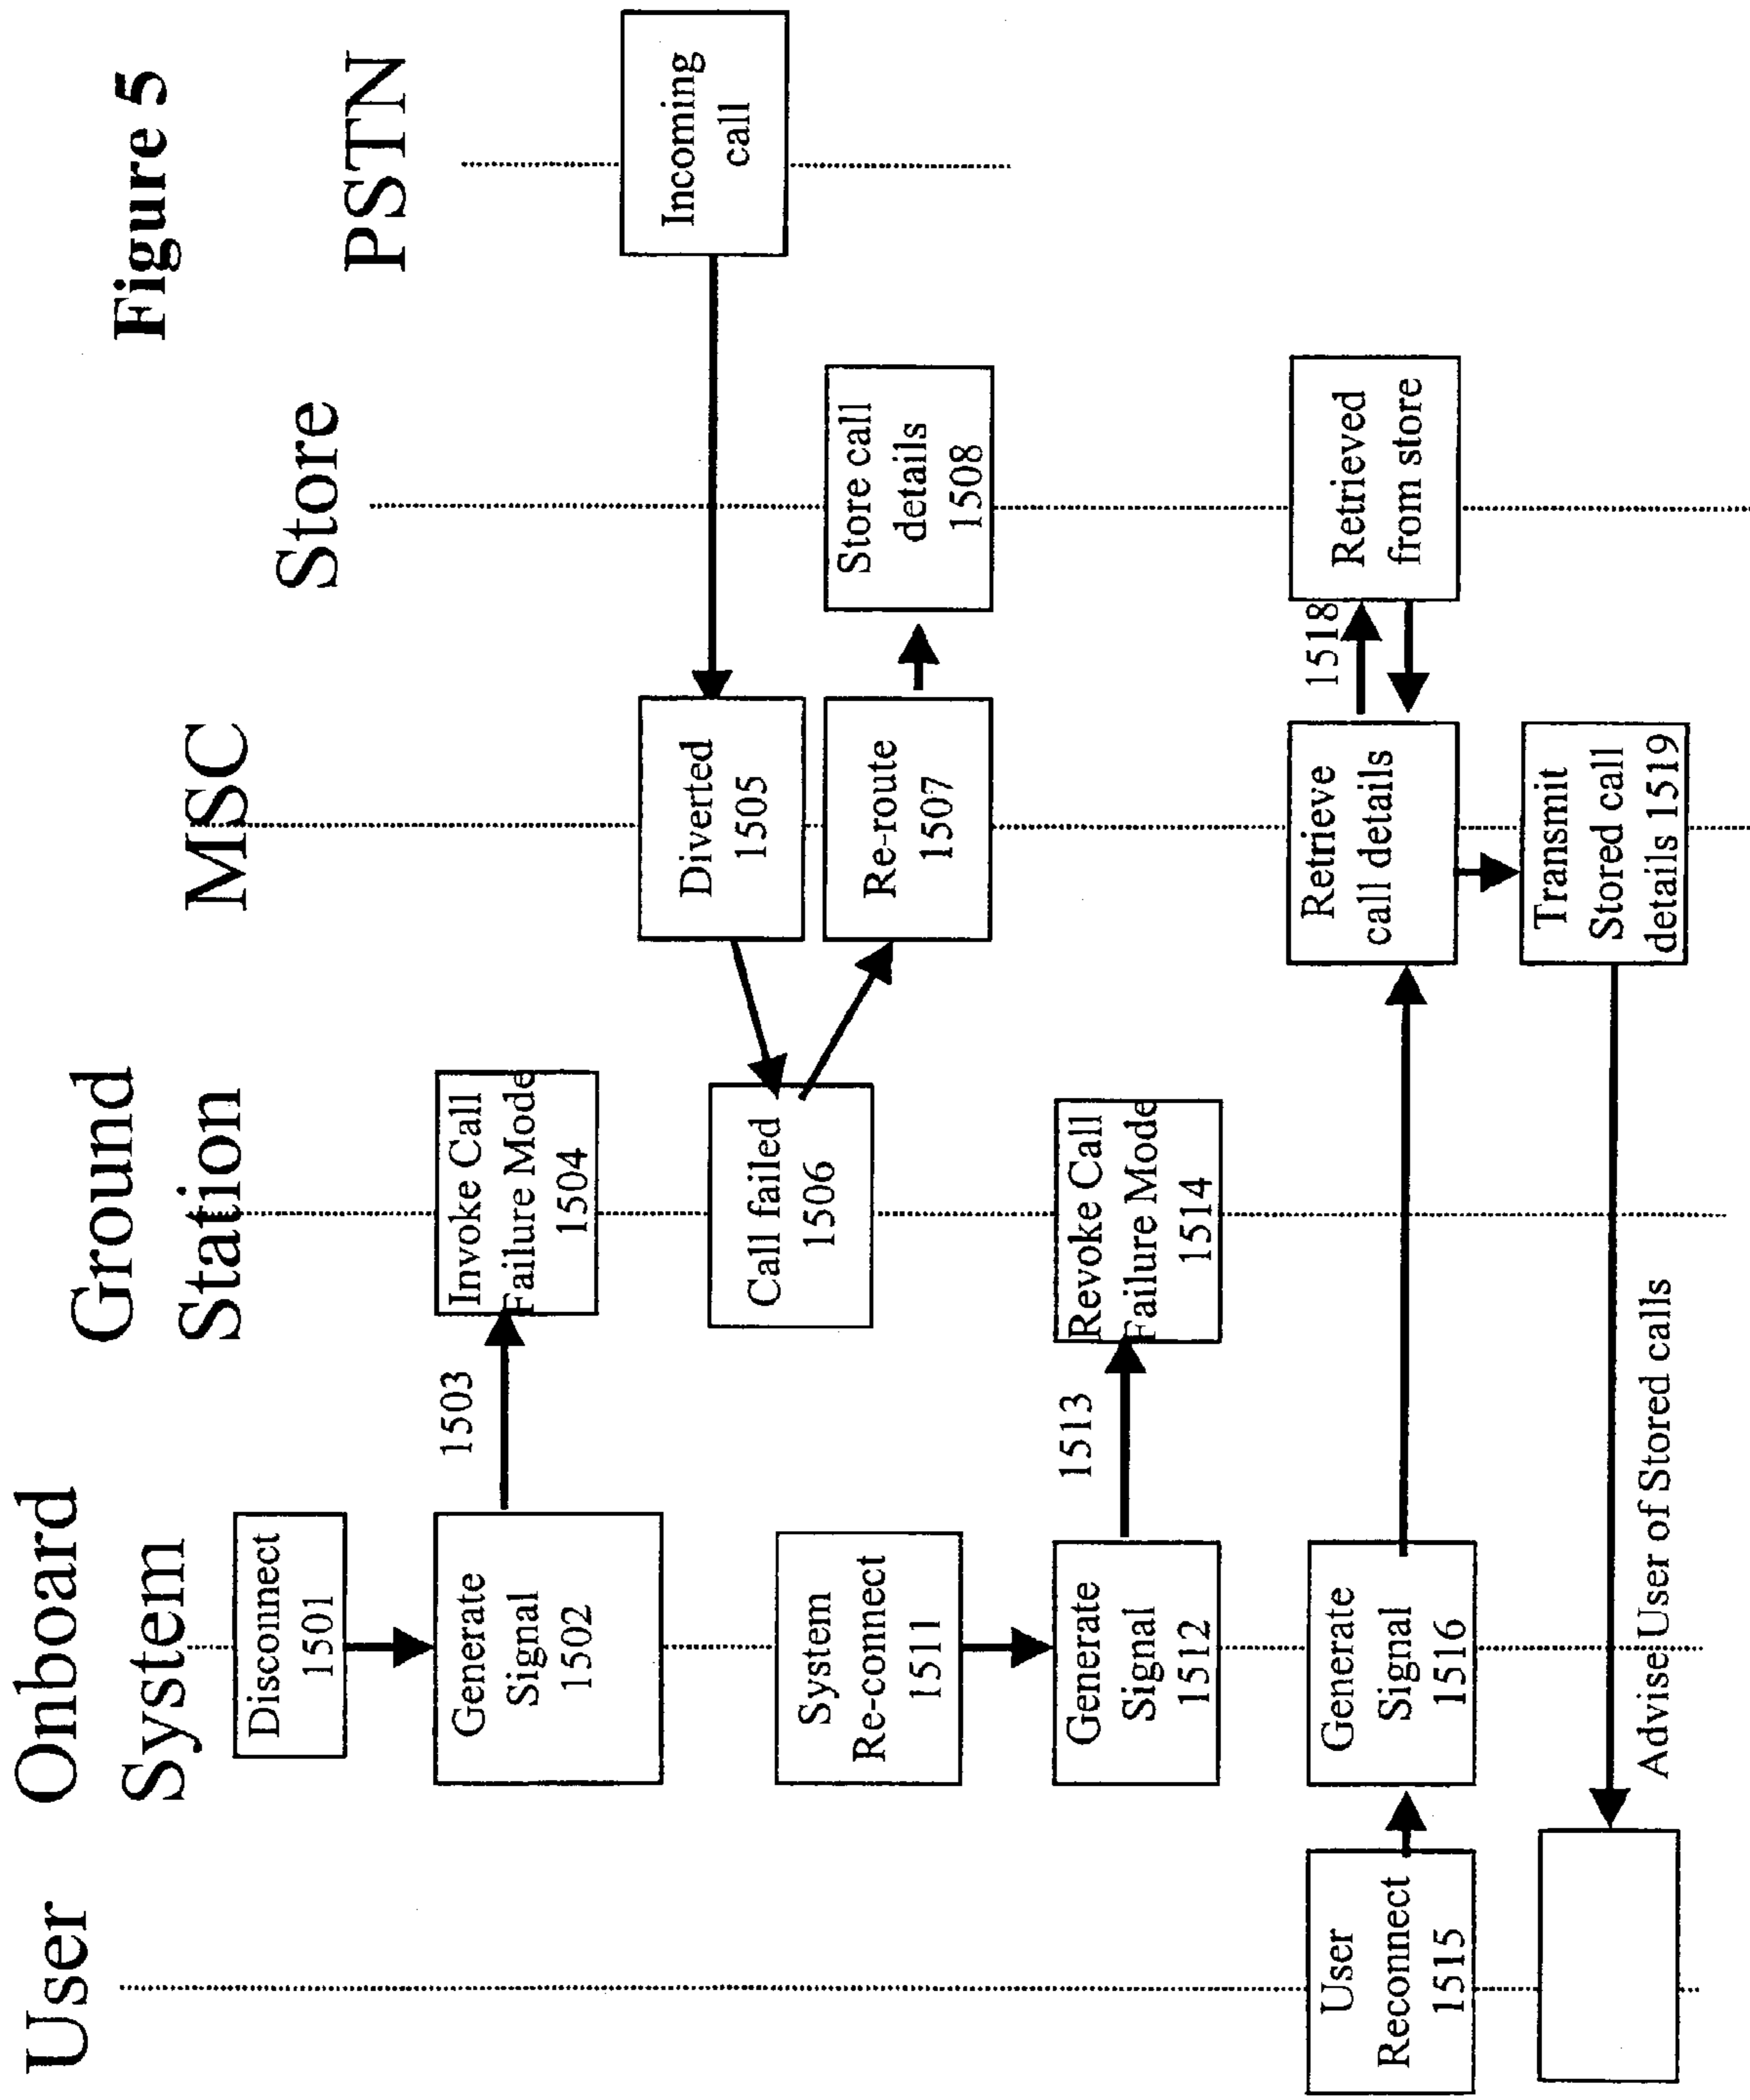 Figure 5
User
Onboard
System
Ground
Station
MSC
Store
PSTN
Disconnect
1501
Generate
Signal
1502
1503
Invoke Call
Failure Mode
1504
Incoming
call
Diverted
1505
Call failed
1506
Re-route
1507
Store call
details
1508
System
Re-connect
1511
Generate
Signal
1512
1513
Revoke Call
Failure Mode
1514
User
Reconnect
1515
Generate
Signal
1516
Retrieve
call details
1518
Retrieved
from store
Transmit
Stored call
details 1519
Advise User of Stored calls